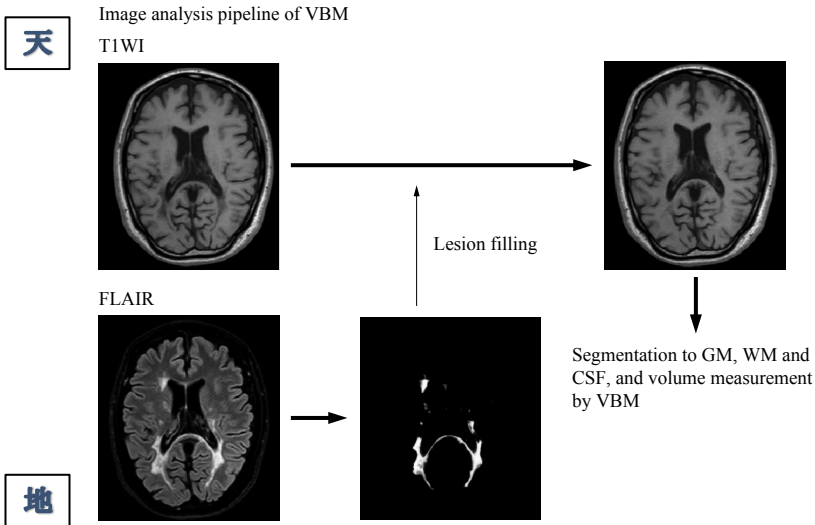 Image analysis pipeline of VBM
天
T1WI
Lesion filling
FLAIR
Segmentation to GM, WM and
CSF, and volume measurement
by VBM
地